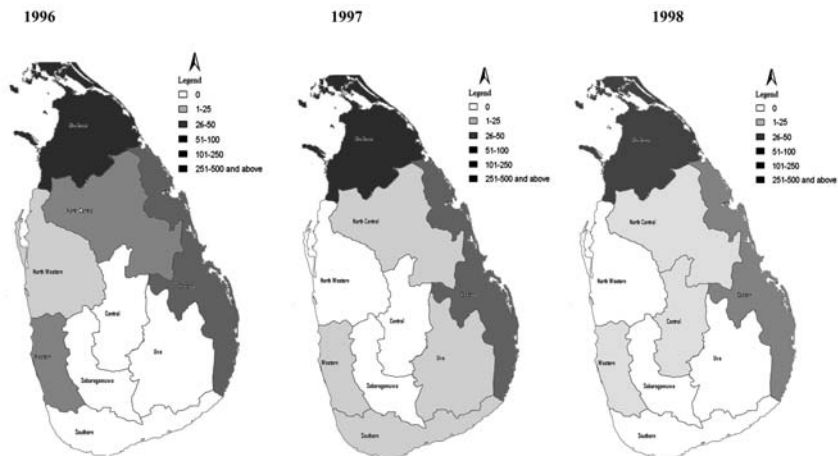 1996
Legend
0
1-25
26-50
51-100
101-250
251-500 and above
North Central
North Western
Central
Western
Uva
Sabaragamuwa
Southern
1997
Legend
0
1-25
26-50
51-100
101-250
251-500 and above
North Central
North Western
Eastern
Central
Western
Uva
Sabaragamuwa
Southern
1998
Legend
0
1-25
26-50
51-100
101-250
251-500 and above
North Central
North Western
Eastern
Central
Western
Uva
Sabaragamuwa
Southern